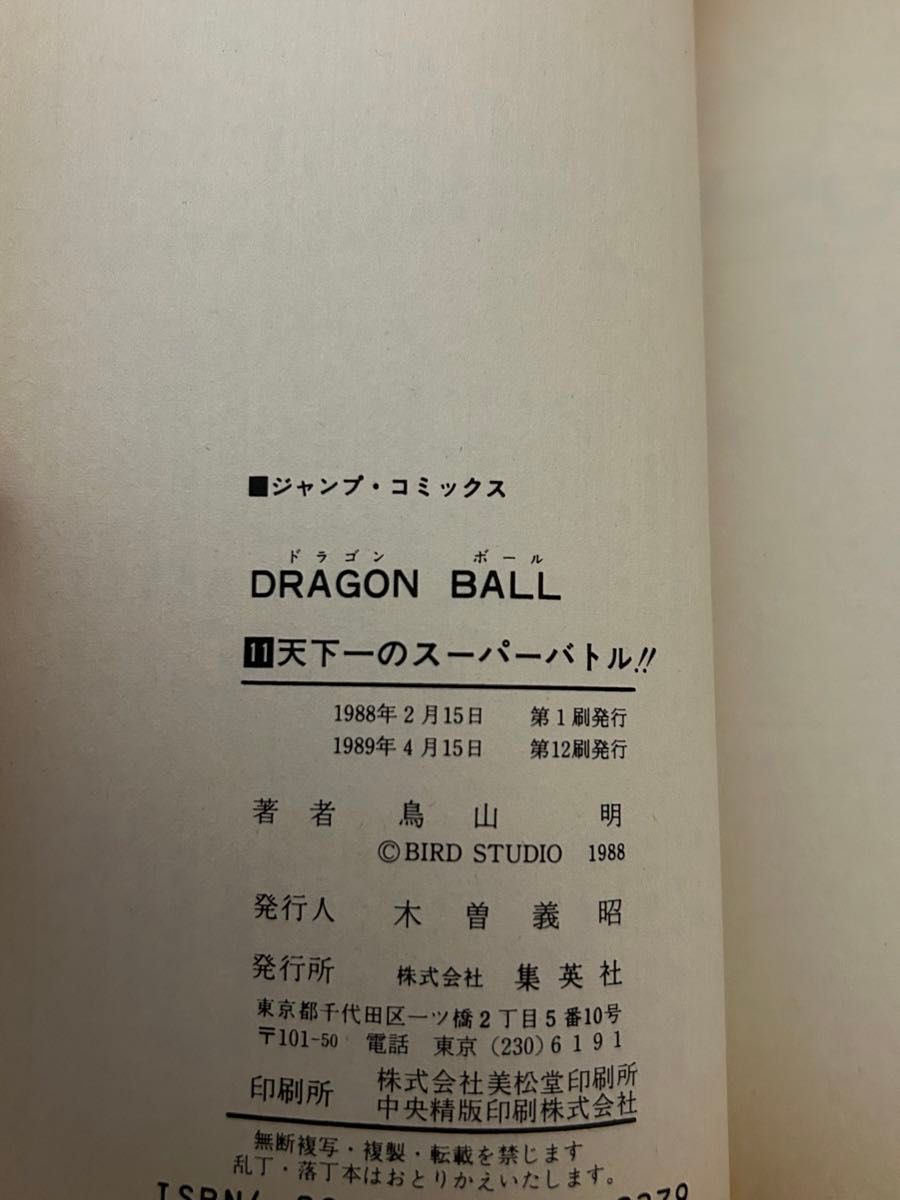 ■ジャンプ・コミックス
ドラゴン ボール
DRAGON BALL
11天下一のスーパーバトル!!
1988年2月15日 第1刷発行
1989年4月15日 第12刷発行
著者 鳥山 明
©BIRD STUDIO 1988
発行人 木曽義昭
発行所 株式会社 集英社
東京都千代田区一ツ橋2丁目5番10号
〒101-50 電話 東京 (230) 6191
印刷所 株式会社美松堂印刷所
中央精版印刷株式会社
無断複写・複製・転載を禁じます
乱丁・落丁本はおとりかえいたします。